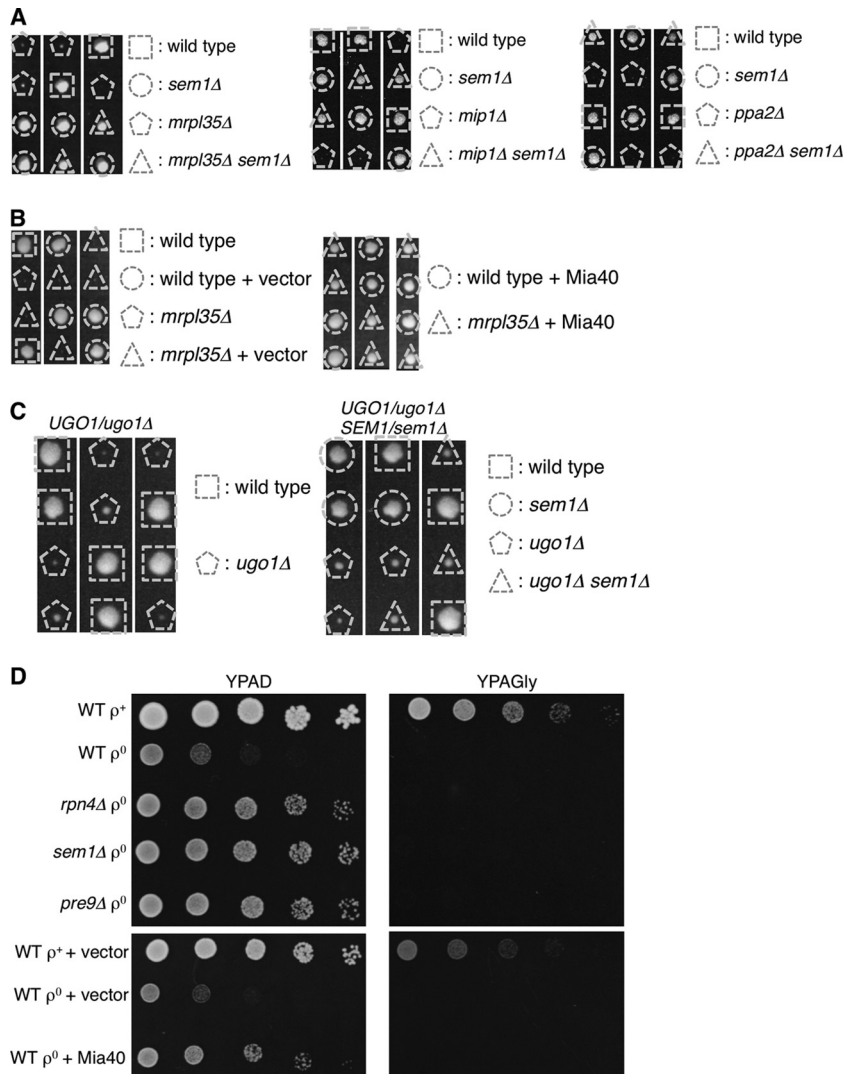 A
: wild type
: sem1Δ
: mrpl35Δ
: mrpl35Δ sem1Δ
: wild type
: sem1Δ
: mip1Δ
: mip1Δ sem1Δ
: wild type
: sem1Δ
: ppa2Δ
: ppa2Δ sem1Δ
B
: wild type
: wild type + vector
: mrpl35Δ
: mrpl35Δ + vector
: wild type + Mia40
: mrpl35Δ + Mia40
C
UGO1/ugo1Δ
: wild type
: ugo1Δ
UGO1/ugo1Δ
SEM1/sem1Δ
: wild type
: sem1Δ
: ugo1Δ
: ugo1Δ sem1Δ
D
YPAD
YPAGly
WT ρ⁺
WT ρ⁰
rpn4Δ ρ⁰
sem1Δ ρ⁰
pre9Δ ρ⁰
WT ρ⁺ + vector
WT ρ⁰ + vector
WT ρ⁰ + Mia40